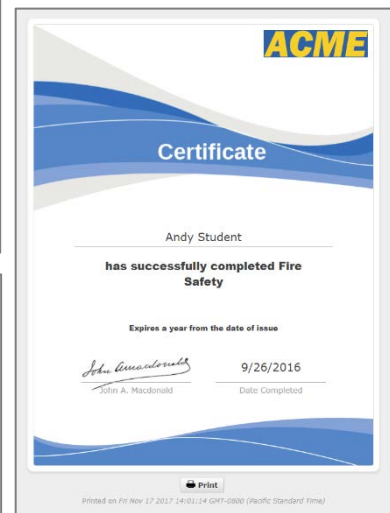 ACME
Certificate
Andy Student
has successfully completed Fire
Safety
Expires a year from the date of issue
John A. Macdonald
9/26/2016
John A. Macdonald
Date Completed
Print
Printed on Fri Nov 17 2017 14:01:14 GMT-0800 (Pacific Standard Time)